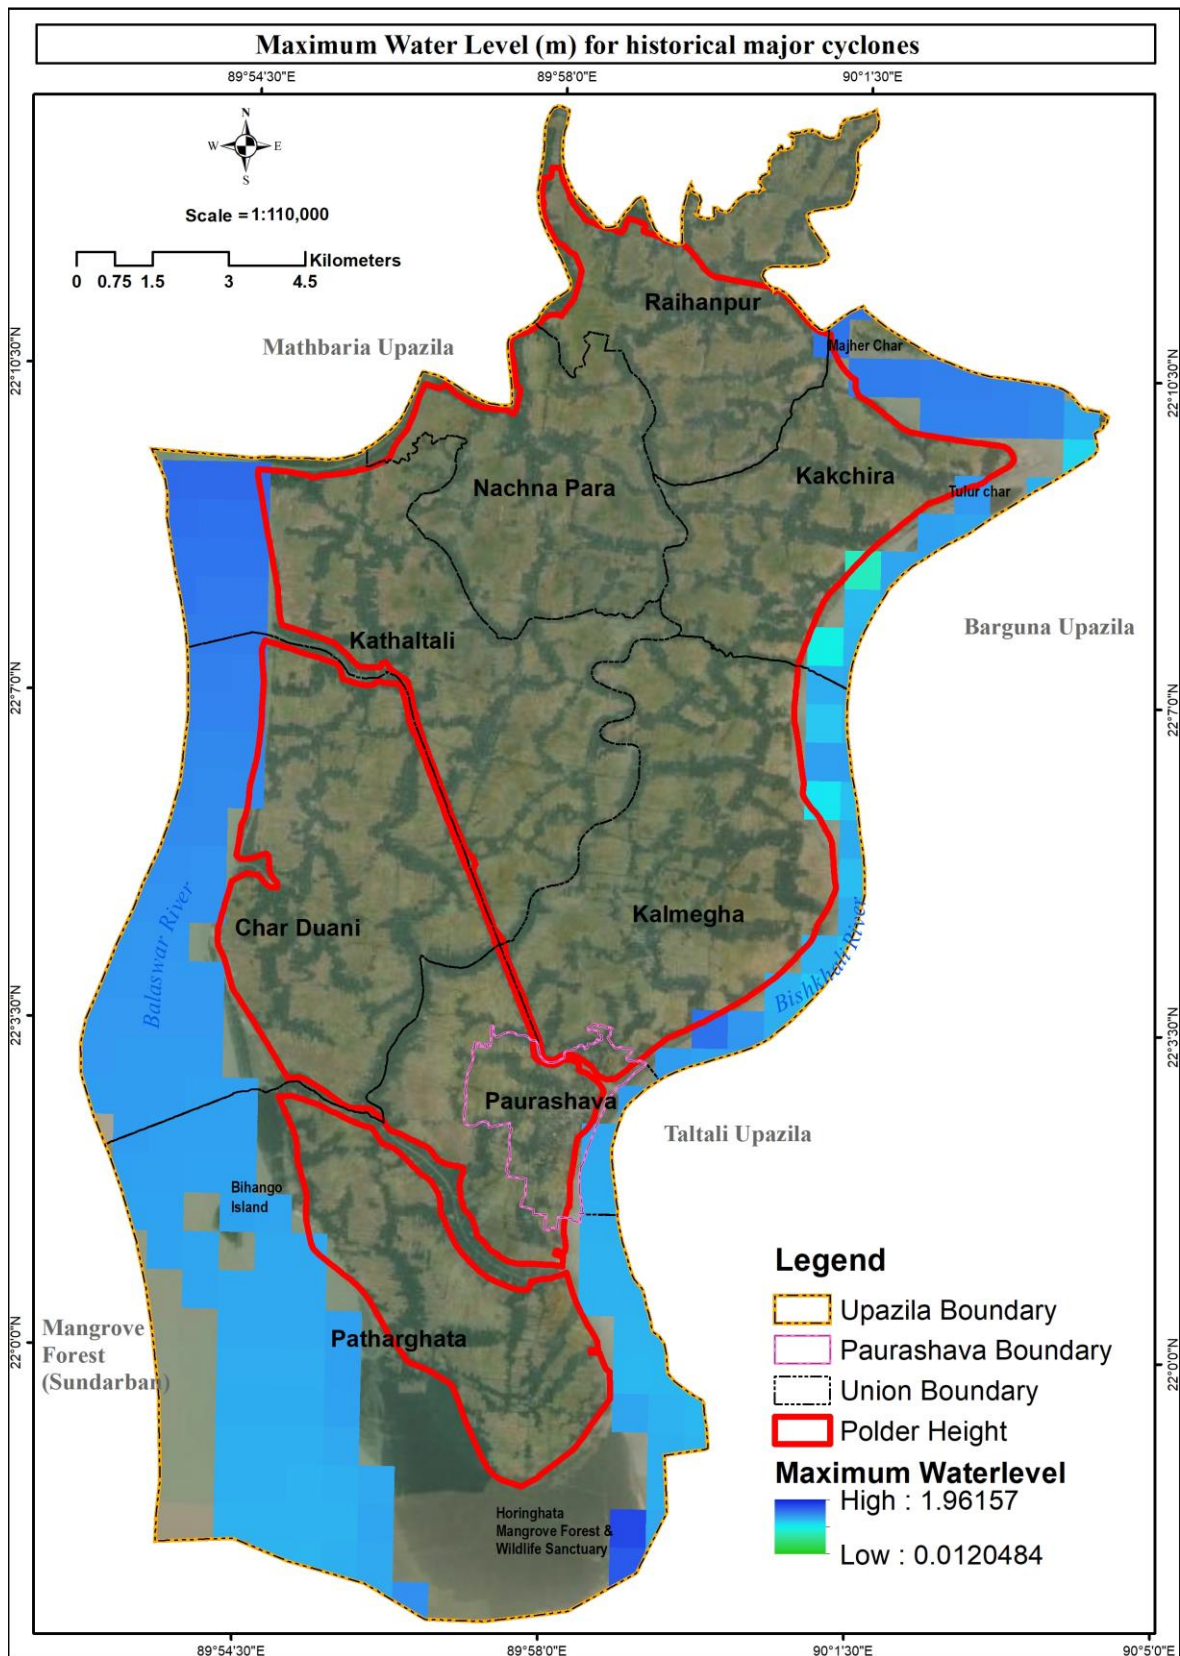 Maximum Water Level (m) for historical major cyclones
89°54'30"E 89°58'0"E 90°1'30"E
N
W E
S
Scale = 1:110,000
Kilometers
0 0.75 1.5 3 4.5
Raihanpur
Mathbaria Upazila
Majher Char
22°10'30"N
22°10'30"N
Nachna Para
Kakchira
Tulur char
Kathaltali
Barguna Upazila
22°7'0"N
22°7'0"N
Char Duani
Kalmegha
Balaswar River
Bishkhali River
22°3'30"N
22°3'30"N
Paurashava
Taltali Upazila
Bihango
Island
Mangrove
Forest
(Sundarban)
Patharghata
22°0'0"N
22°0'0"N
Horinghata
Mangrove Forest &
Wildlife Sanctuary
Legend
Upazila Boundary
Paurashava Boundary
Union Boundary
Polder Height
Maximum Waterlevel
High : 1.96157
Low : 0.0120484
89°54'30"E 89°58'0"E 90°1'30"E 90°5'0"E